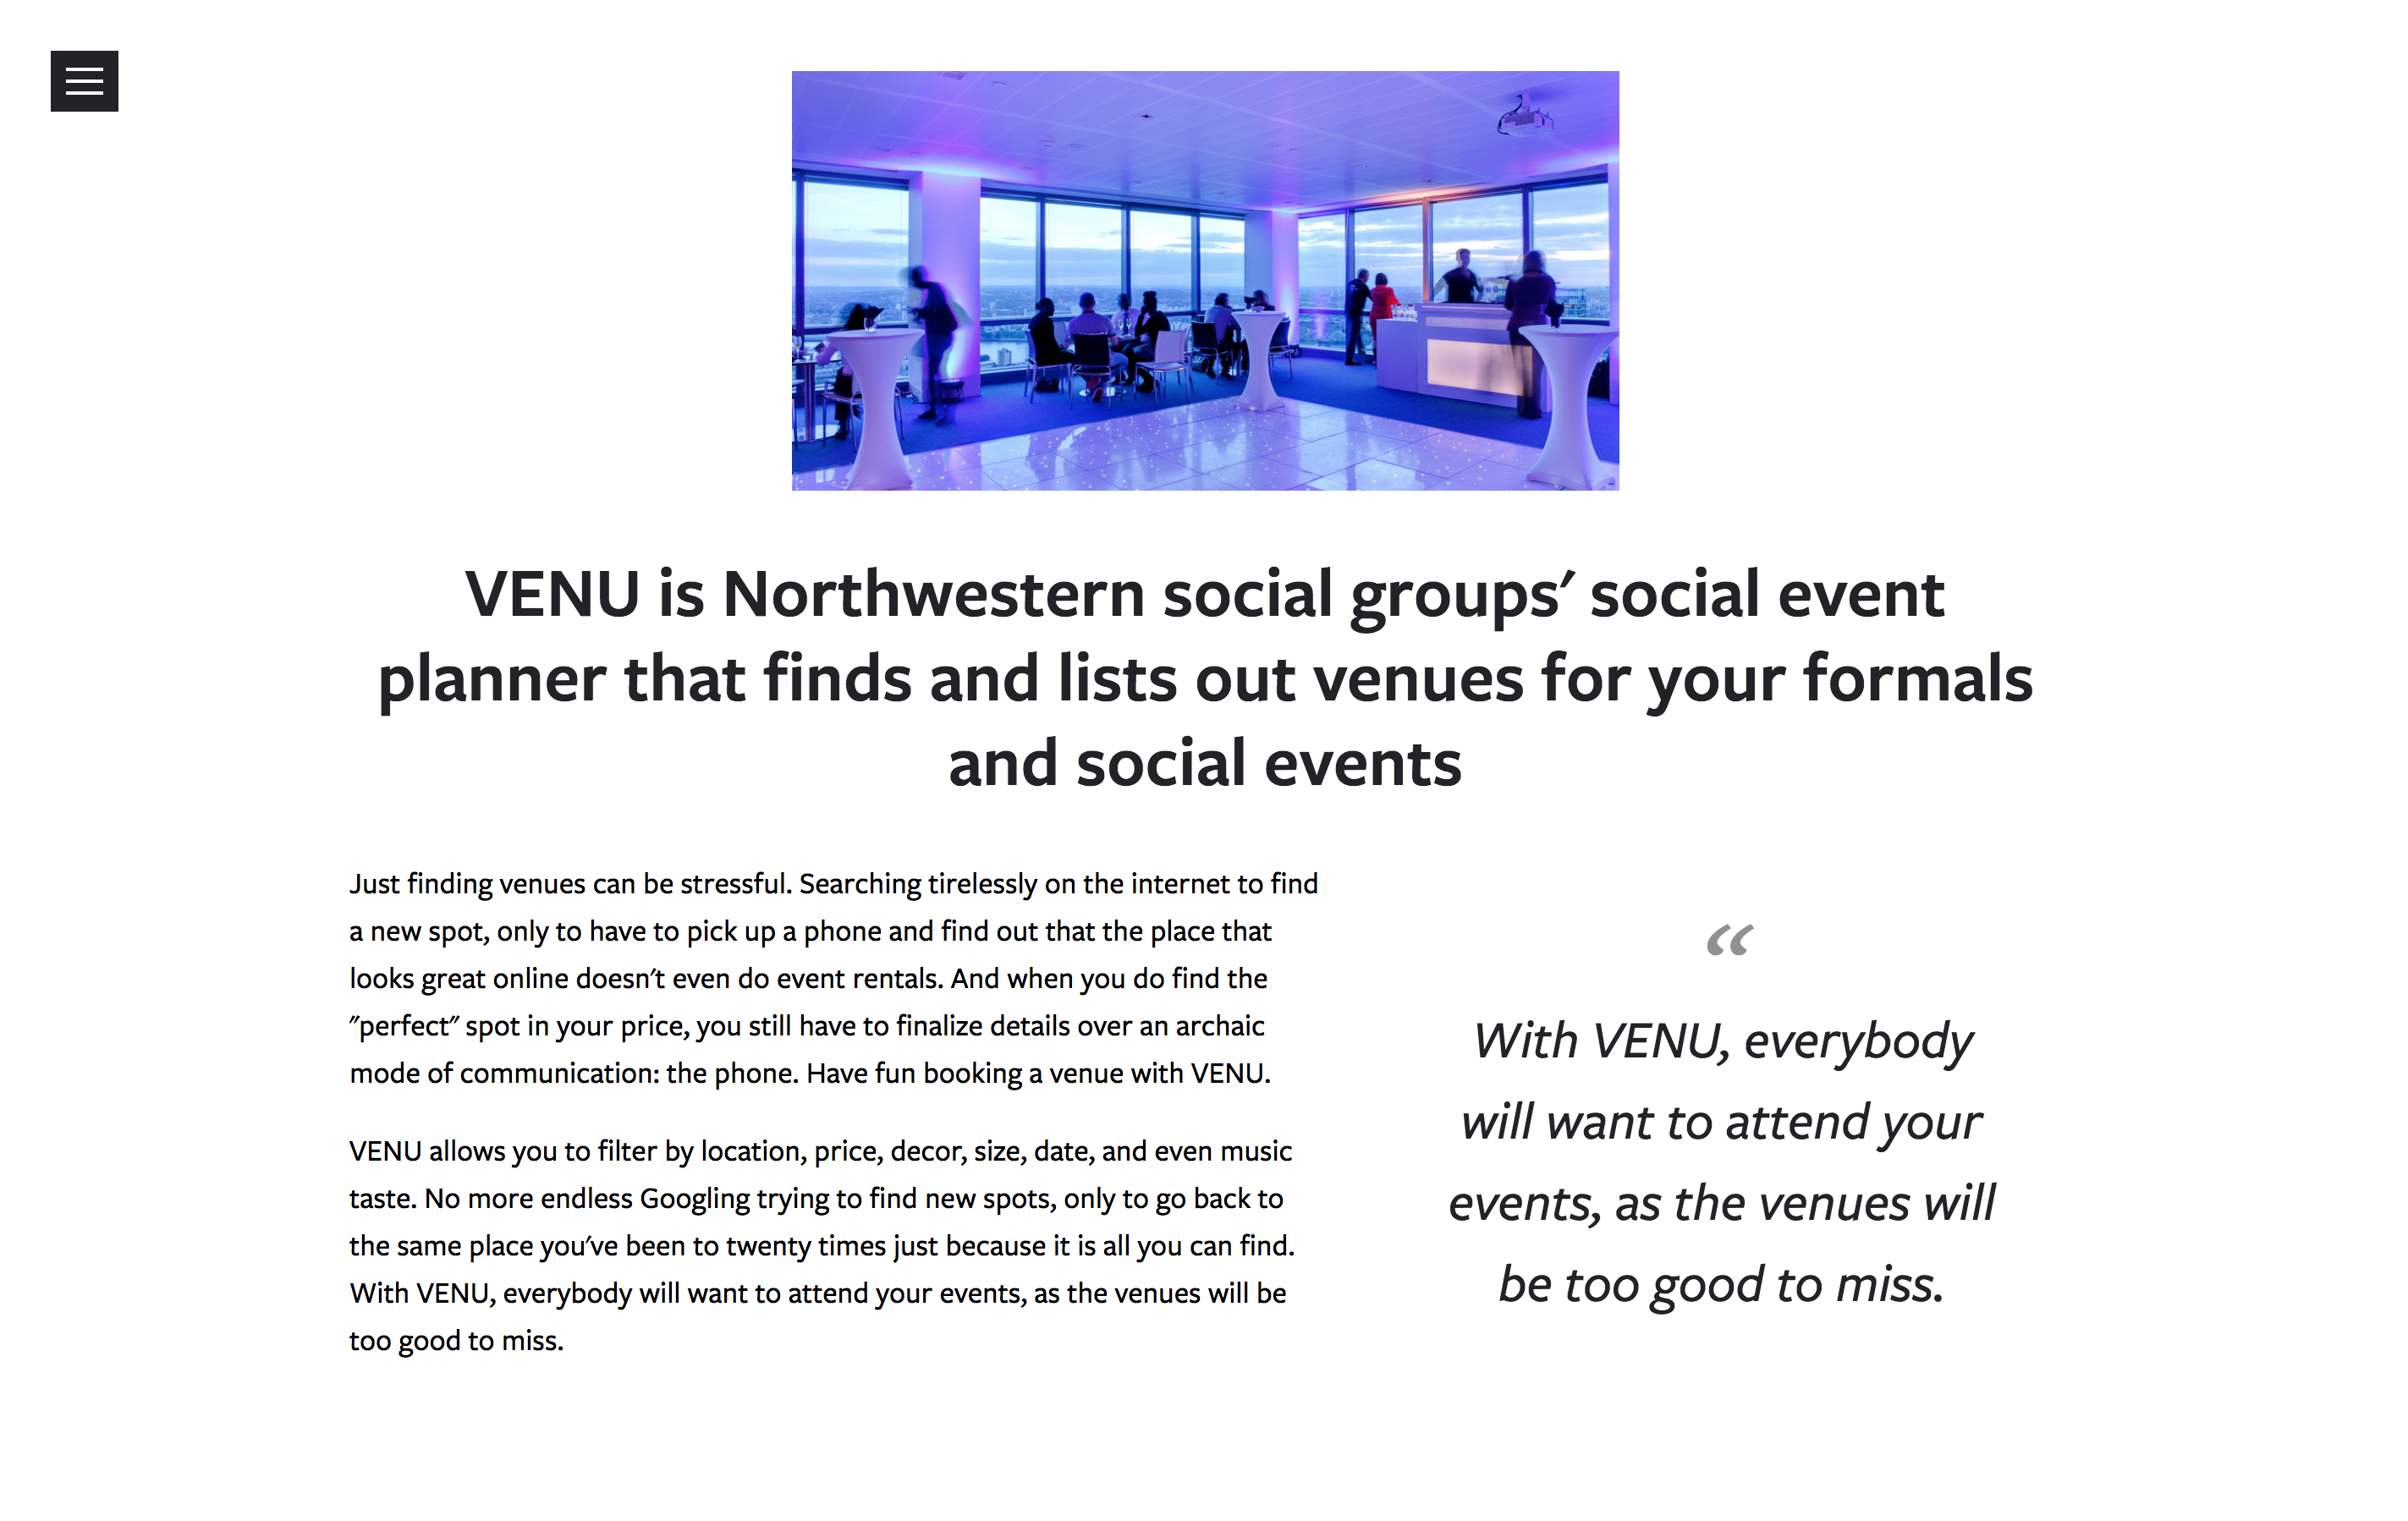 VENU is Northwestern social groups' social event
planner that finds and lists out venues for your formals
and social events
Just finding venues can be stressful. Searching tirelessly on the internet to find
a new spot, only to have to pick up a phone and find out that the place that
looks great online doesn't even do event rentals. And when you do find the
"perfect" spot in your price, you still have to finalize details over an archaic
mode of communication: the phone. Have fun booking a venue with VENU.
VENU allows you to filter by location, price, decor, size, date, and even music
taste. No more endless Googling trying to find new spots, only to go back to
the same place you've been to twenty times just because it is all you can find.
With VENU, everybody will want to attend your events, as the venues will be
too good to miss.
“
With VENU, everybody
will want to attend your
events, as the venues will
be too good to miss.